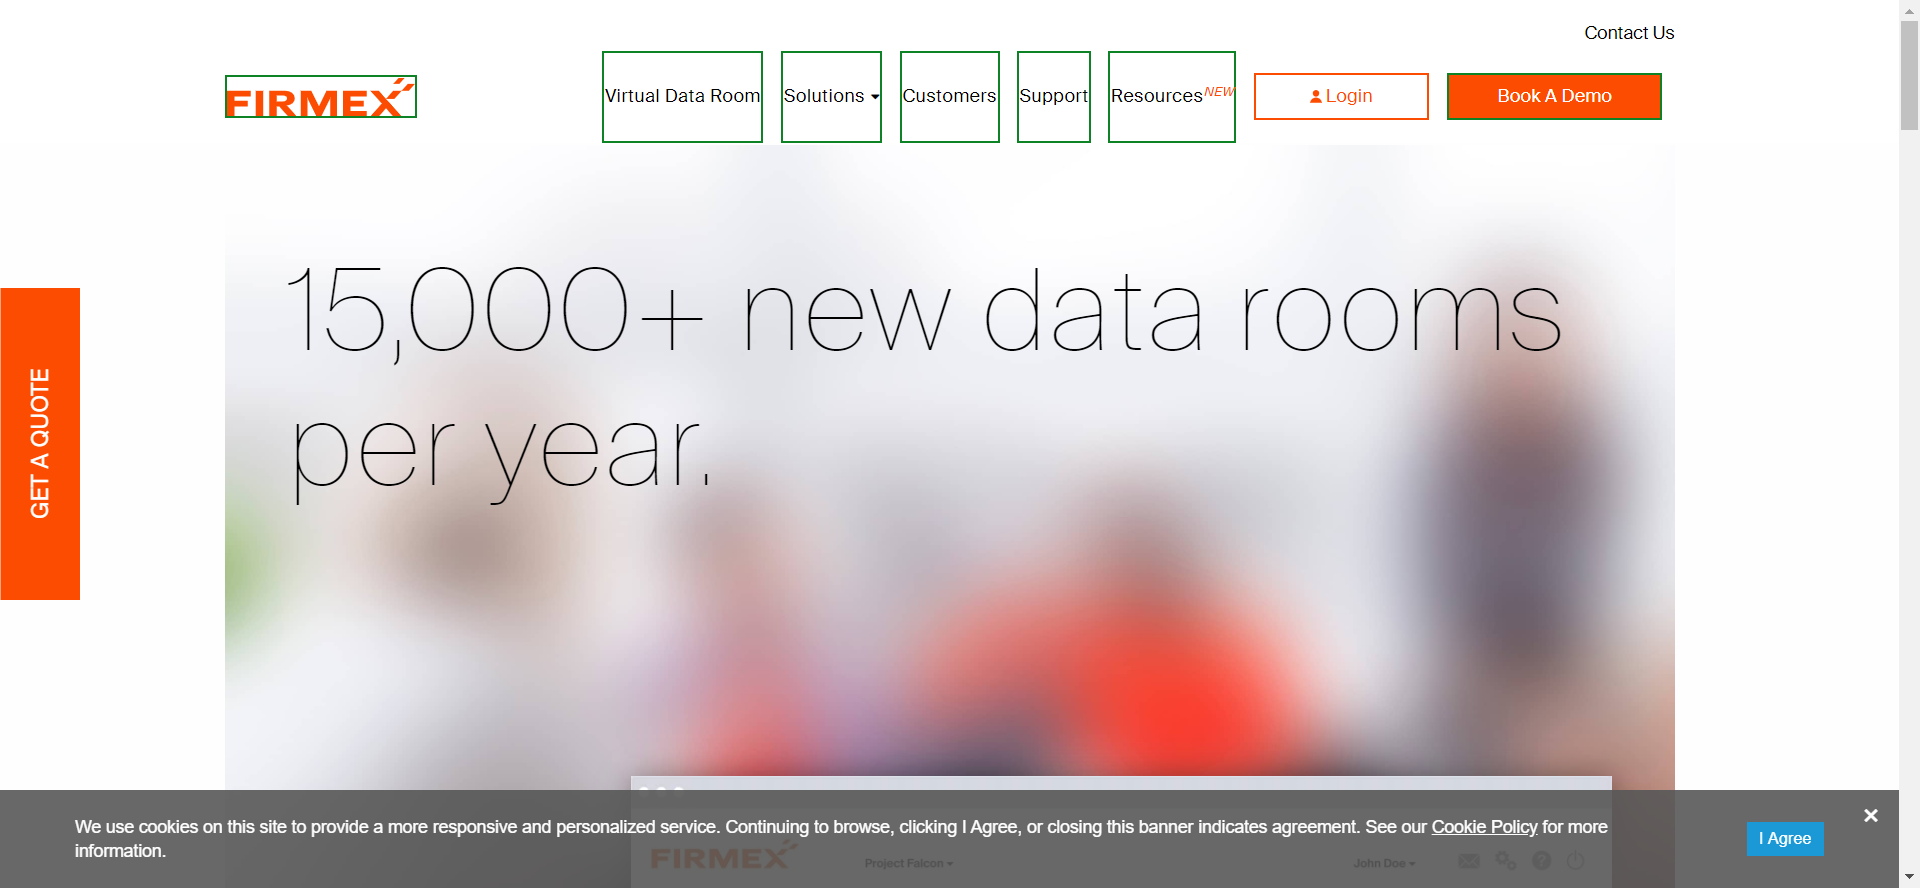 Contact Us
FIRMEX
Virtual Data Room
Solutions
Customers
Support
Resources NEW
Login
Book A Demo
15,000+ new data rooms
per year.
GET A QUOTE
We use cookies on this site to provide a more responsive and personalized service. Continuing to browse, clicking I Agree, or closing this banner indicates agreement. See our Cookie Policy for more
information.
I Agree
FIRMEX
Project Falcon
John Doe